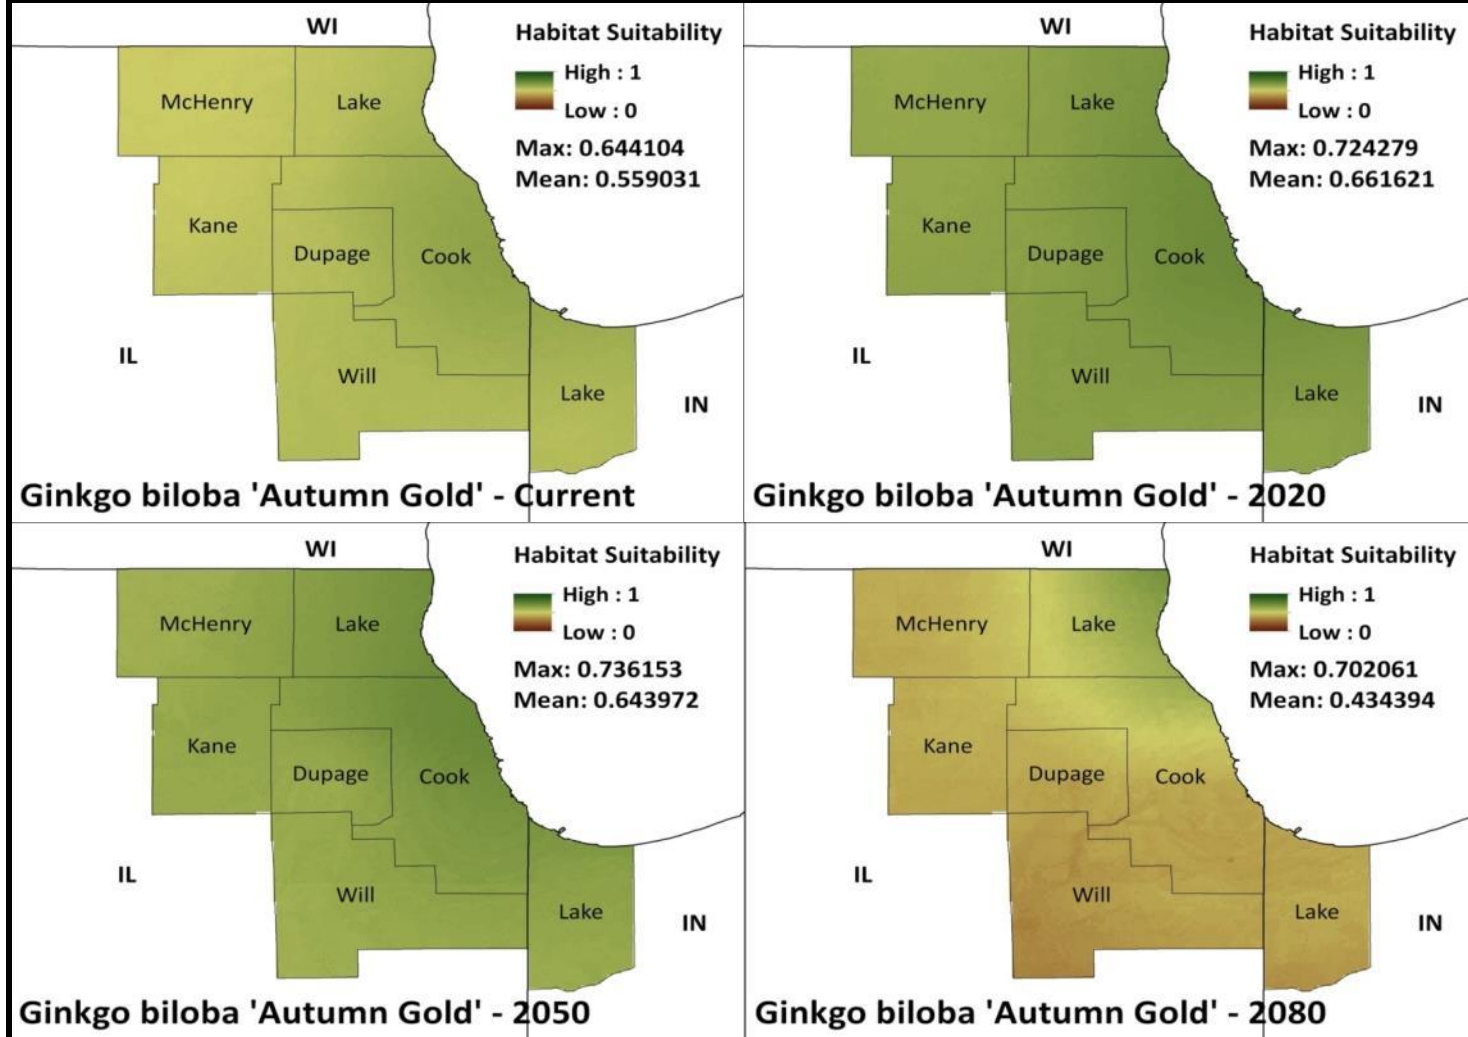 WI
Habitat Suitability
High : 1
Low : 0
Max: 0.644104
Mean: 0.559031
McHenry
Lake
Kane
Dupage
Cook
IL
Will
Lake
IN
Ginkgo biloba 'Autumn Gold' - Current
WI
Habitat Suitability
High : 1
Low : 0
Max: 0.724279
Mean: 0.661621
McHenry
Lake
Kane
Dupage
Cook
IL
Will
Lake
IN
Ginkgo biloba 'Autumn Gold' - 2020
WI
Habitat Suitability
High : 1
Low : 0
Max: 0.736153
Mean: 0.643972
McHenry
Lake
Kane
Dupage
Cook
IL
Will
Lake
IN
Ginkgo biloba 'Autumn Gold' - 2050
WI
Habitat Suitability
High : 1
Low : 0
Max: 0.702061
Mean: 0.434394
McHenry
Lake
Kane
Dupage
Cook
IL
Will
Lake
IN
Ginkgo biloba 'Autumn Gold' - 2080